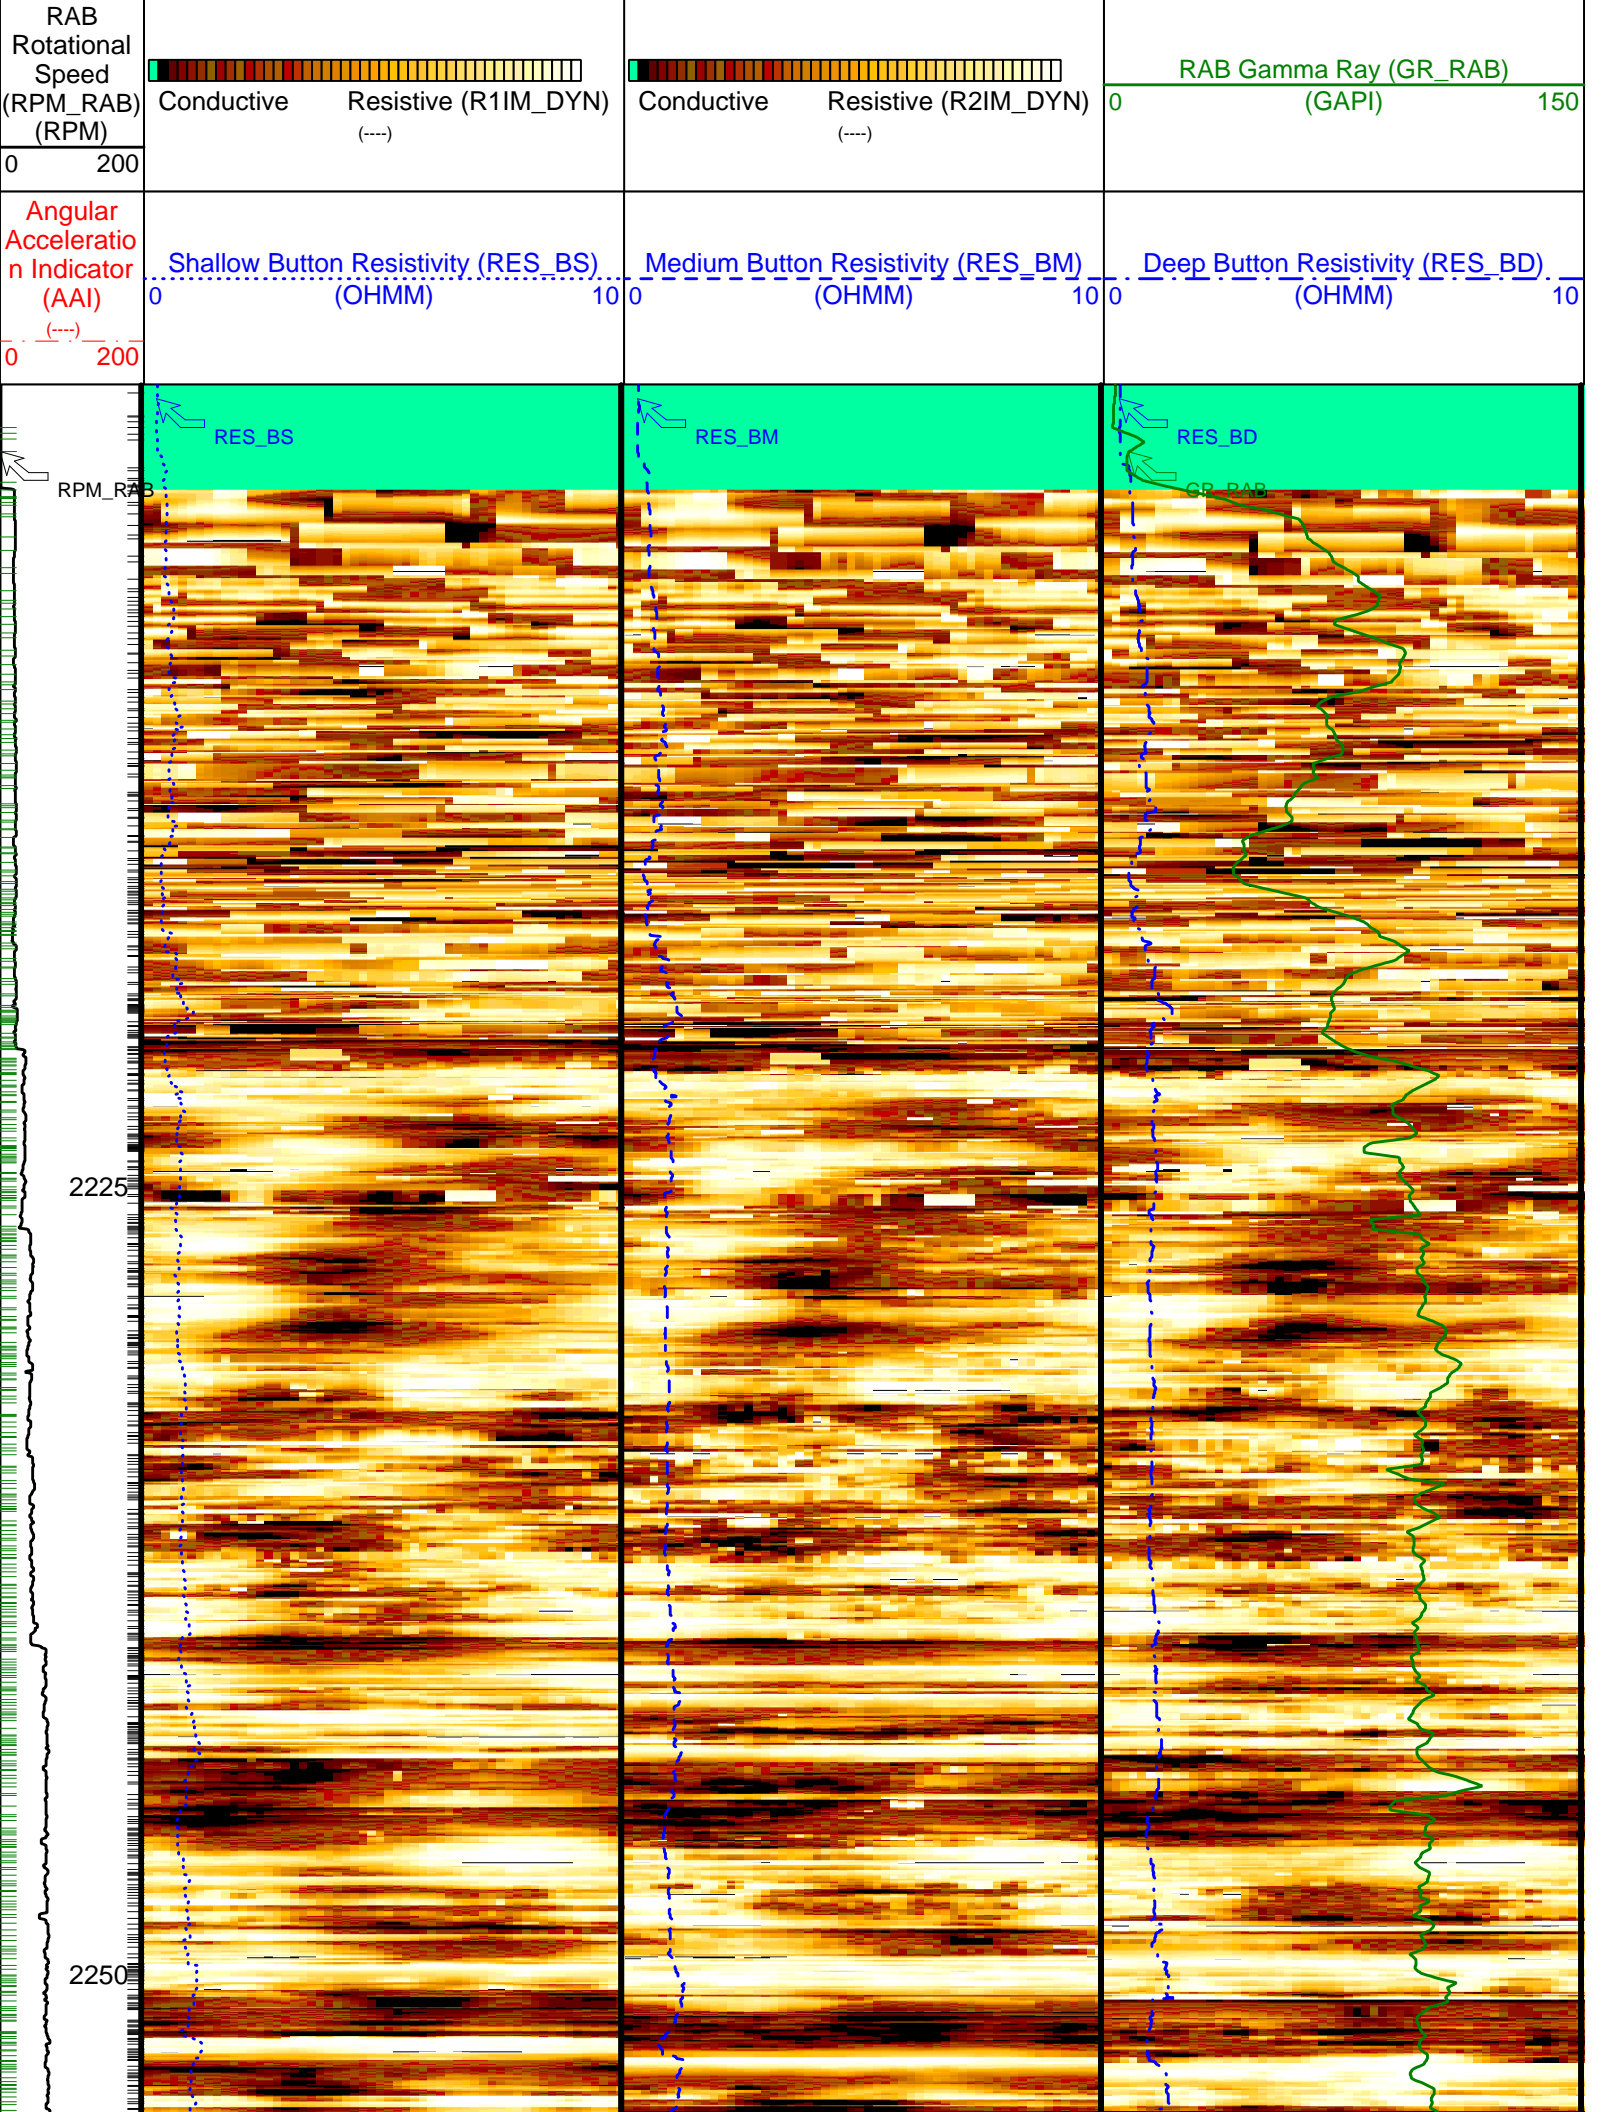 RAB
Rotational
Speed
(RPM_RAB)
(RPM)
0 200
Angular
Acceleratio
n Indicator
(AAI)
(----)
0 200
Conductive Resistive (R1IM_DYN)
(----)
Shallow Button Resistivity (RES_BS)
0 (OHMM) 10
Conductive Resistive (R2IM_DYN)
(----)
Medium Button Resistivity (RES_BM)
0 (OHMM) 10
RAB Gamma Ray (GR_RAB)
0 (GAPI) 150
Deep Button Resistivity (RES_BD)
0 (OHMM) 10
RES_BS
RES_BM
RES_BD
RPM_RAB
GR_RAB
2225
2250